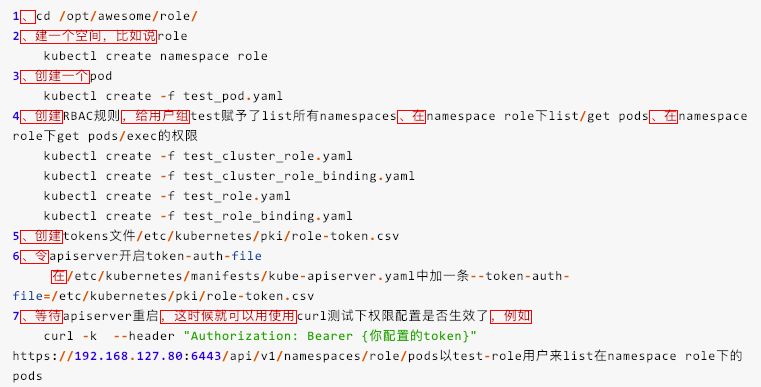 1、cd /opt/awesome/role/
2、建一个空间，比如说role
kubectl create namespace role
3、创建一个pod
kubectl create -f test_pod.yaml
4、创建RBAC规则，给用户组test赋予了list所有namespaces、在namespace role下list/get pods、在namespace
role下get pods/exec的权限
kubectl create -f test_cluster_role.yaml
kubectl create -f test_cluster_role_binding.yaml
kubectl create -f test_role.yaml
kubectl create -f test_role_binding.yaml
5、创建tokens文件/etc/kubernetes/pki/role-token.csv
6、令apiserver开启token-auth-file
在/etc/kubernetes/manifests/kube-apiserver.yaml中加一条--token-auth-
file=/etc/kubernetes/pki/role-token.csv
7、等待apiserver重启，这时候就可以用使用curl测试下权限配置是否生效了，例如
curl -k  --header "Authorization: Bearer {你配置的token}"
https://192.168.127.80:6443/api/v1/namespaces/role/pods以test-role用户来list在namespace role下的
pods